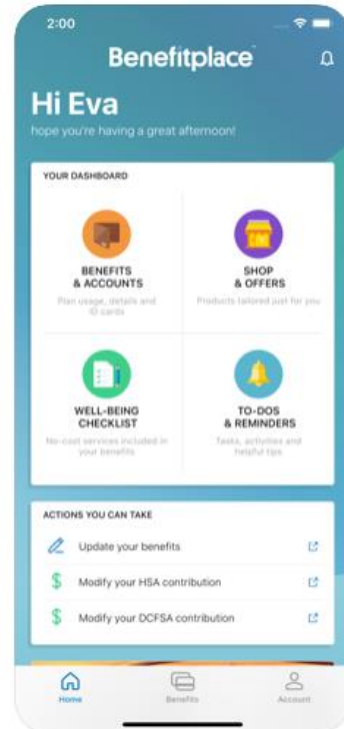 2:00
Benefitplace
Hi Eva
hope you're having a great afternoon!
YOUR DASHBOARD
BENEFITS
& ACCOUNTS
Plan usage, details and
ID cards
SHOP
& OFFERS
Products tailored just for you
WELL-BEING
CHECKLIST
No-cost services included in
your benefits
TO-DOS
& REMINDERS
Tasks, activities and
helpful tips
ACTIONS YOU CAN TAKE
Update your benefits
$ Modify your HSA contribution
$ Modify your DCFSA contribution
Home Benefits Account